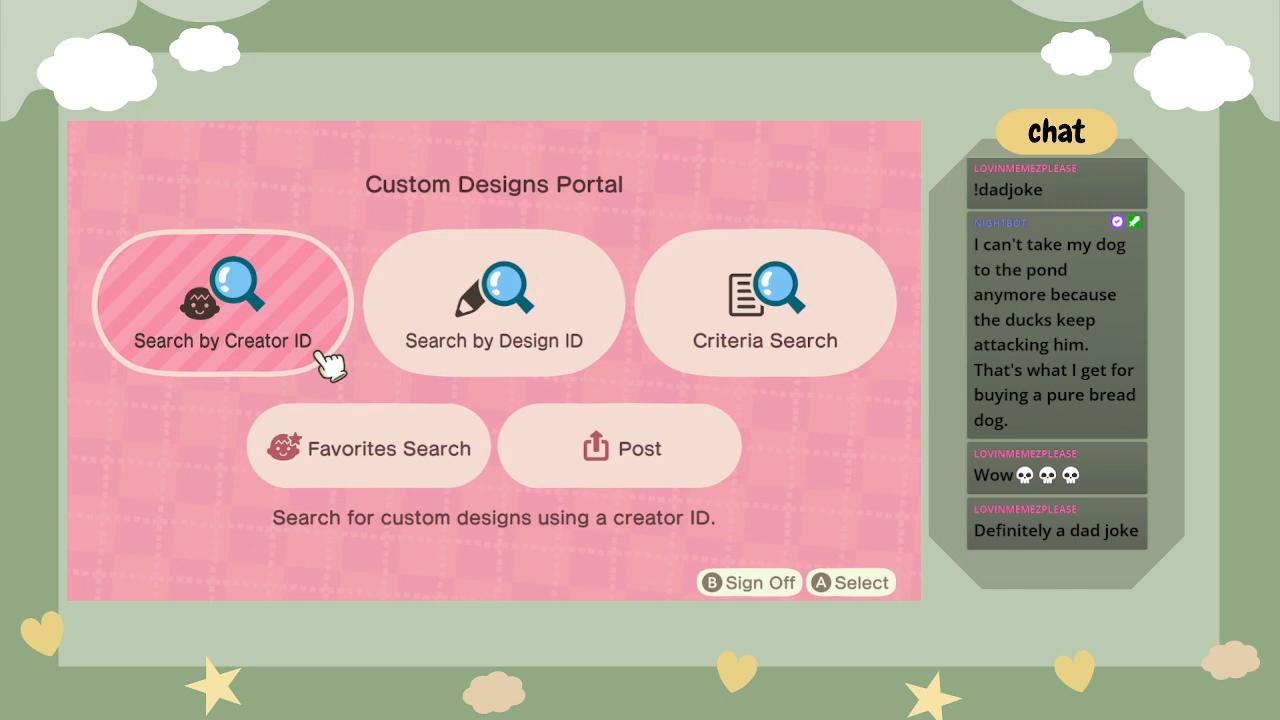 Custom Designs Portal
Search by Creator ID
Search by Design ID
Criteria Search
Favorites Search
Post
Search for custom designs using a creator ID.
B Sign Off
A Select
chat
LOVINMEMEZPLEASE
!dadjoke
NIGHTBOT
I can't take my dog
to the pond
anymore because
the ducks keep
attacking him.
That's what I get for
buying a pure bread
dog.
LOVINMEMEZPLEASE
Wow💀💀💀
LOVINMEMEZPLEASE
Definitely a dad joke